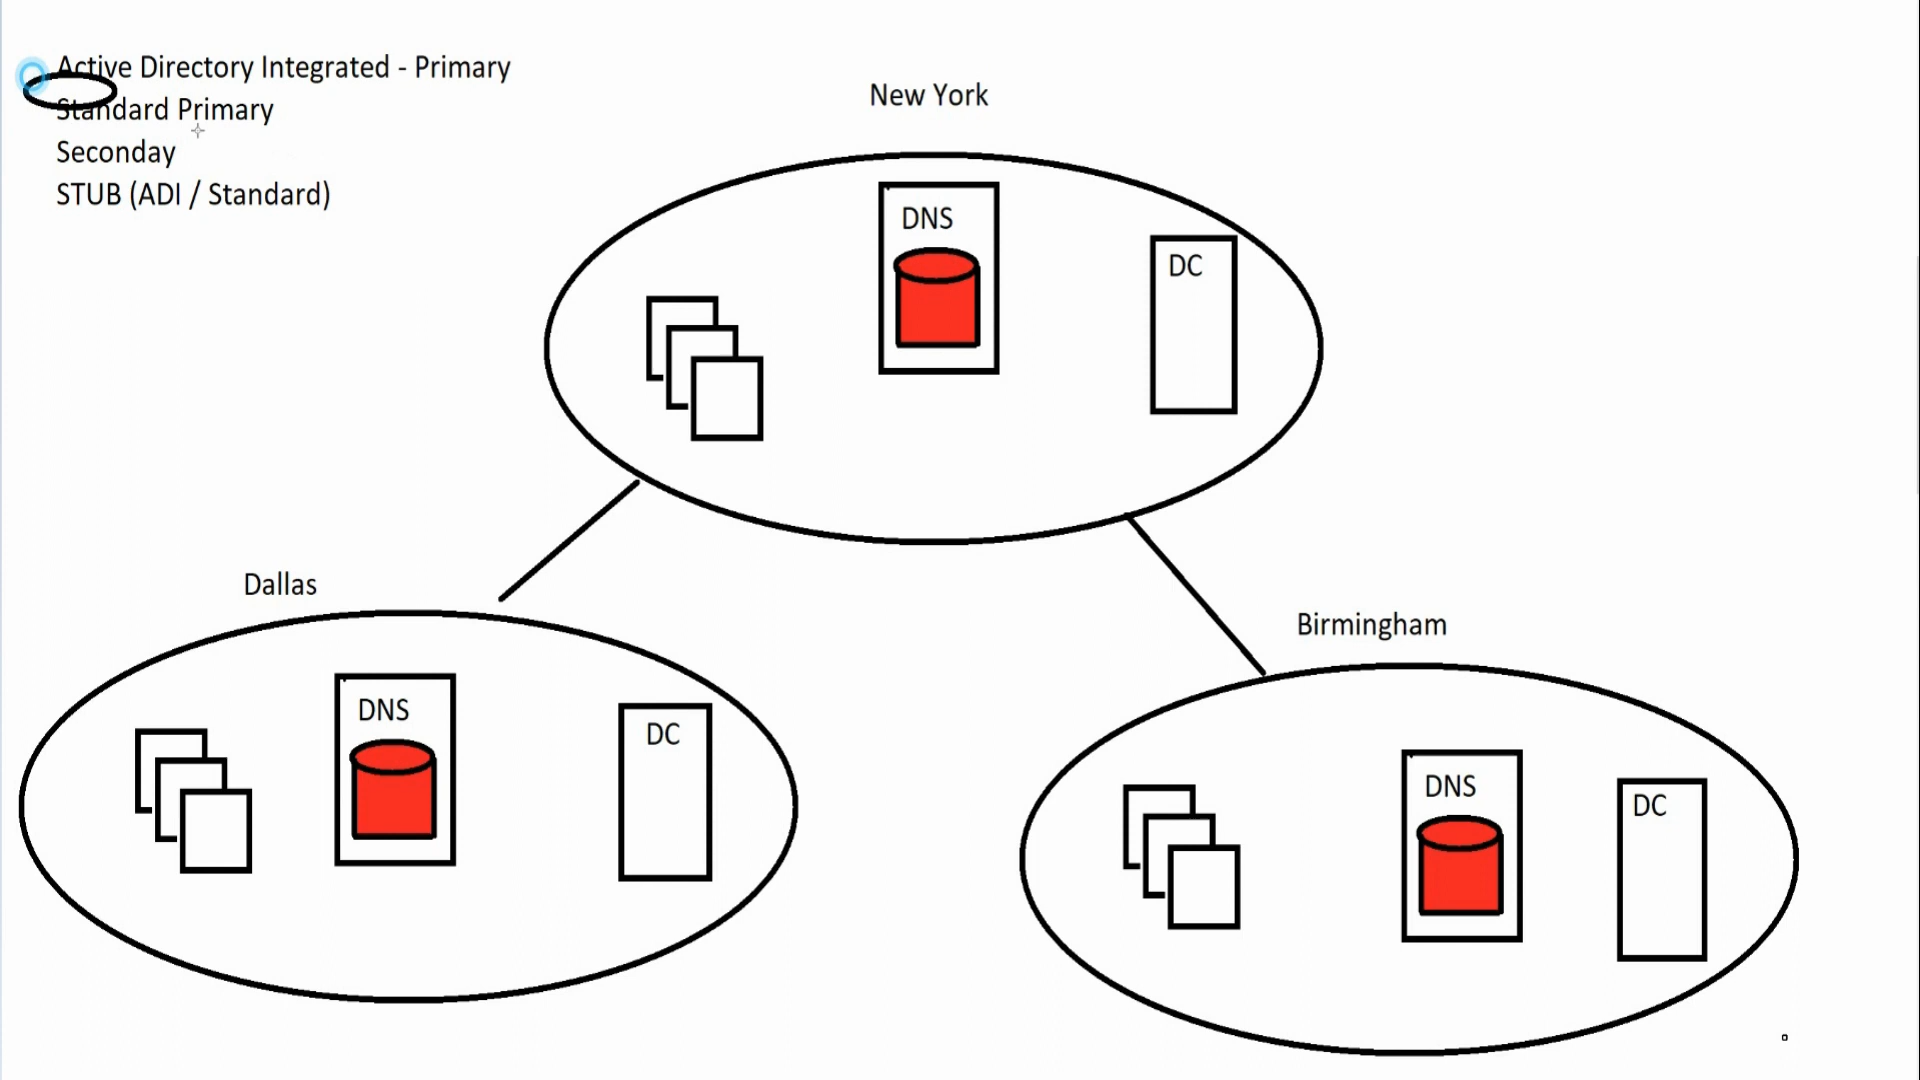 Active Directory Integrated - Primary
Standard Primary
Seconday
STUB (ADI / Standard)
New York
DNS
DC
Dallas
DNS
DC
Birmingham
DNS
DC